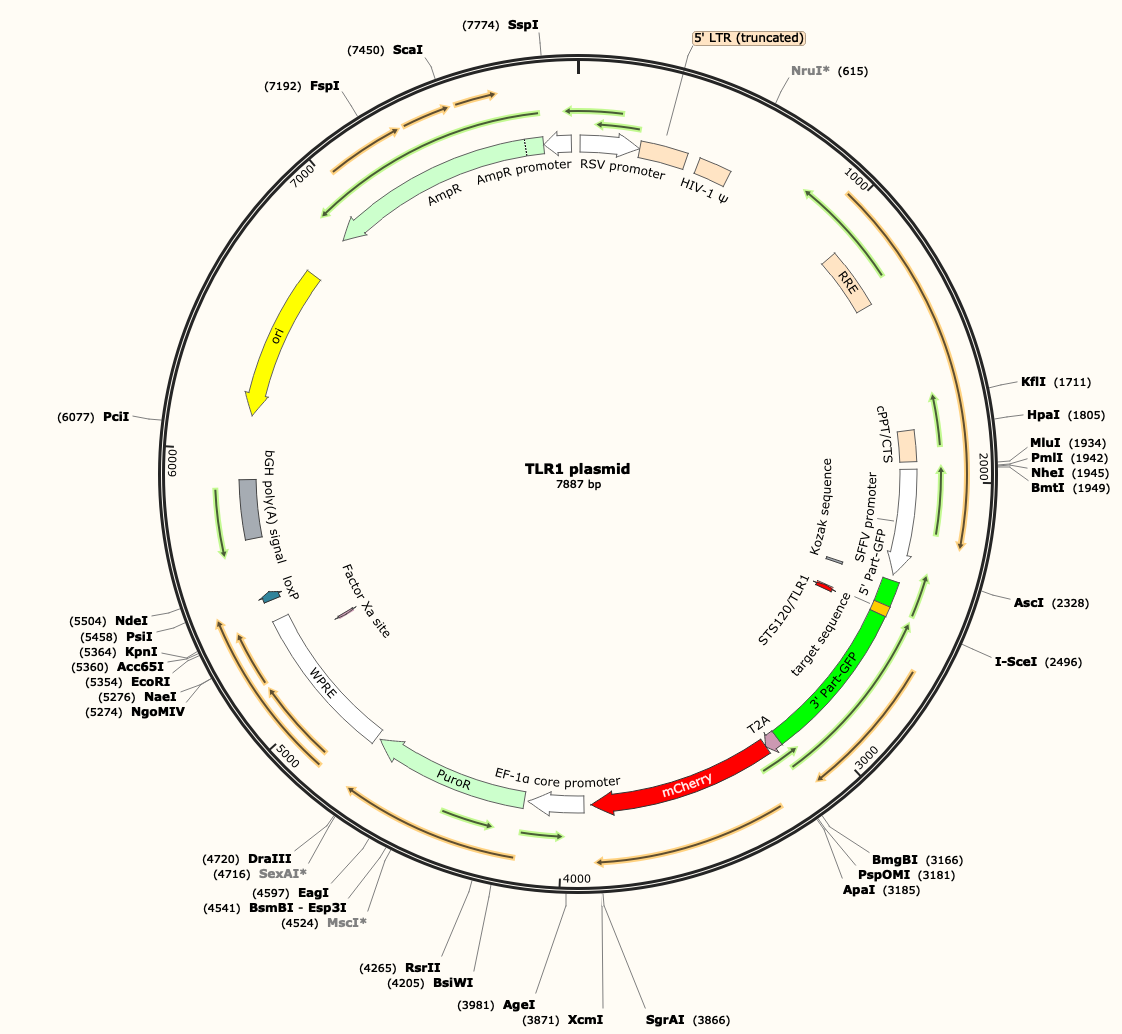 (7774) SspI
5' LTR (truncated)
(7450) ScaI
NruI* (615)
(7192) FspI
7000
1000
AmpR
AmpR promoter
RSV promoter
HIV-1 Ψ
RRE
ori
KflI (1711)
HpaI (1805)
(6077) PciI
cPPT/CTS
MluI (1934)
PmlI (1942)
NheI (1945)
BmtI (1949)
6000
2000
TLR1 plasmid
7887 bp
bGH poly(A) signal
Kozak sequence
SFFV promoter
5' Part-GFP
loxP
Factor Xa site
STS120/TLR1
target sequence
AscI (2328)
(5504) NdeI
(5458) PsiI
(5364) KpnI
(5360) Acc65I
(5354) EcoRI
(5276) NaeI
(5274) NgoMIV
I-SceI (2496)
WPRE
3' Part-GFP
T2A
5000
3000
PuroR
EF-1α core promoter
mCherry
(4720) DraIII
(4716) SexAI*
(4597) EagI
(4541) BsmBI - Esp3I
(4524) MscI*
4000
BmgBI (3166)
PspOMI (3181)
ApaI (3185)
(4265) RsrII
(4205) BsiWI
(3981) AgeI
(3871) XcmI
SgrAI (3866)